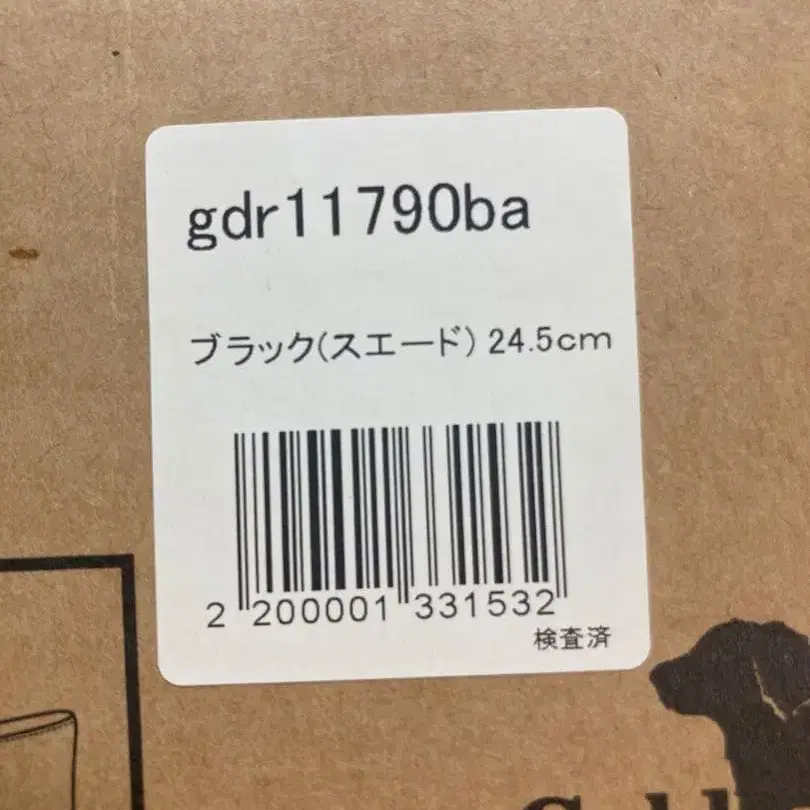 gdr11790ba
ブラック(スエード) 24.5cm
2 200001 331532
検査済